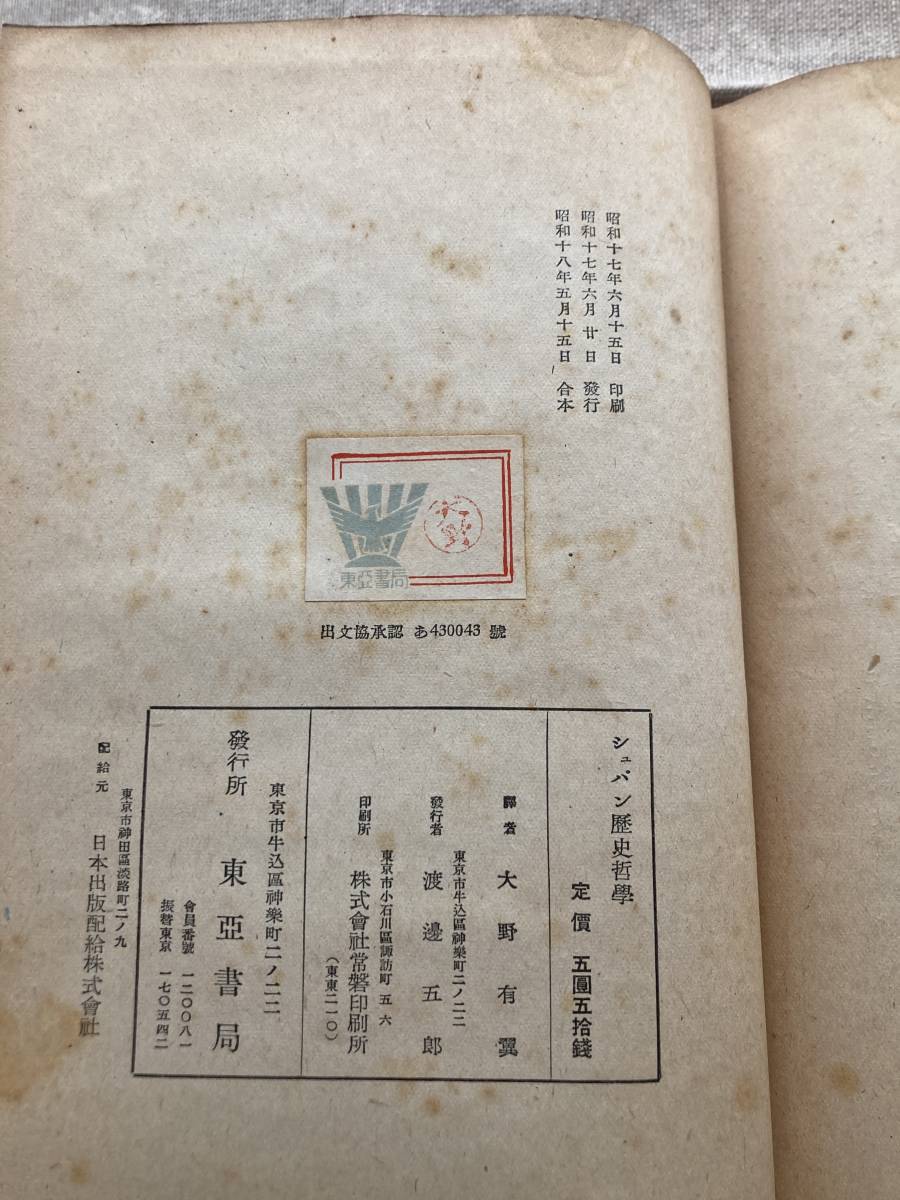 昭和十七年六月十五日 印刷
昭和十七年六月廿日 發行
昭和十八年五月十五日 合本
東亞書局
出文協承認 あ430043 號
シュパン歷史哲學
定價 五圓五拾錢
譯者 大野有翼
東京市牛込區神樂町二ノ二二
發行者 渡邊五郎
東京市小石川區諏訪町五六
印刷所 株式會社常磐印刷所
(東東二一〇)
東京市牛込區神樂町二ノ二二
發行所 東亞書局
會員番號 一二〇〇八一
振替東京 一七〇五四二
東京市神田區淡路町二ノ九
配給元 日本出版配給株式會社